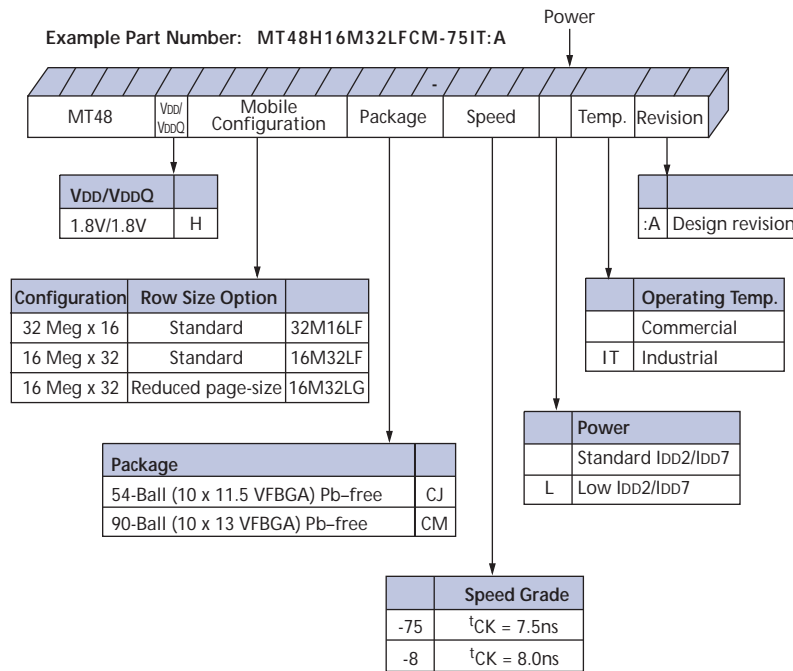 Power
Example Part Number: MT48H16M32LFCM-75IT:A
-
MT48 VDD/VDDQ Mobile Configuration Package Speed Temp. Revision
VDD/VDDQ
1.8V/1.8V H
:A Design revision
Configuration Row Size Option
32 Meg x 16 Standard 32M16LF
16 Meg x 32 Standard 16M32LF
16 Meg x 32 Reduced page-size 16M32LG
Operating Temp.
Commercial
IT Industrial
Package
54-Ball (10 x 11.5 VFBGA) Pb–free CJ
90-Ball (10 x 13 VFBGA) Pb–free CM
Power
Standard IDD2/IDD7
L Low IDD2/IDD7
Speed Grade
-75 tCK = 7.5ns
-8 tCK = 8.0ns